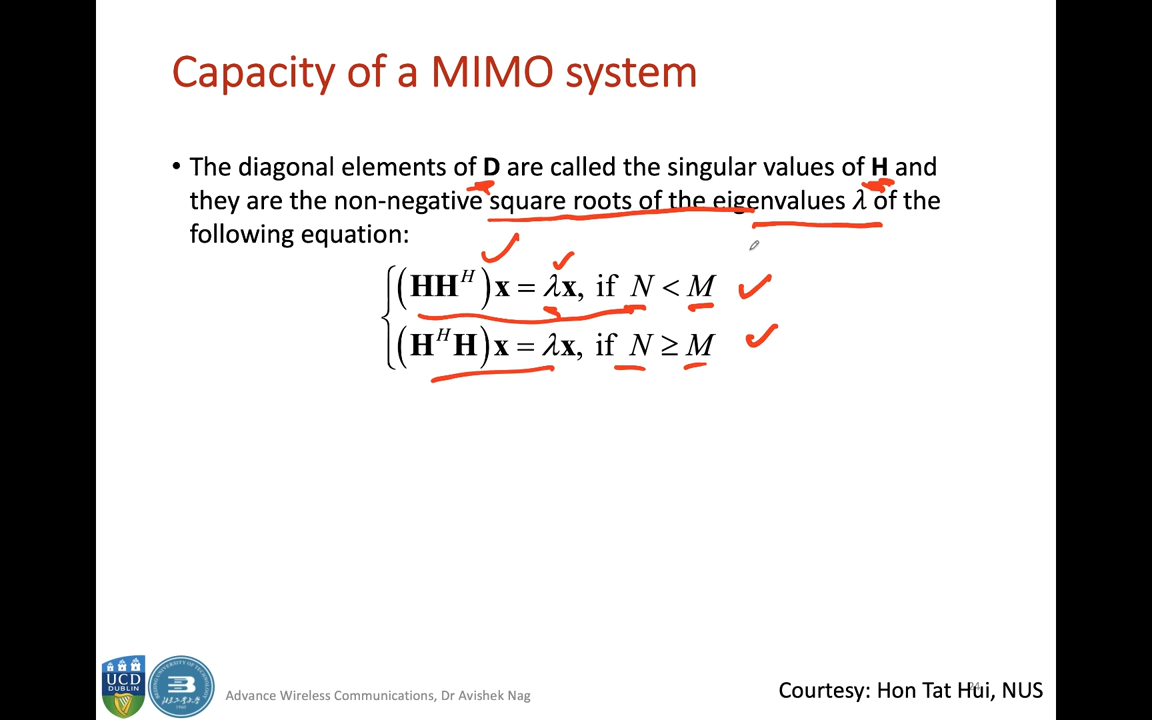 Capacity of a MIMO system
• The diagonal elements of D are called the singular values of H and
they are the non-negative square roots of the eigenvalues λ of the
following equation:
(HH^H)x = λx, if N < M
(H^H H)x = λx, if N ≥ M
UCD
DUBLIN
Advance Wireless Communications, Dr Avishek Nag
Courtesy: Hon Tat Hui, NUS